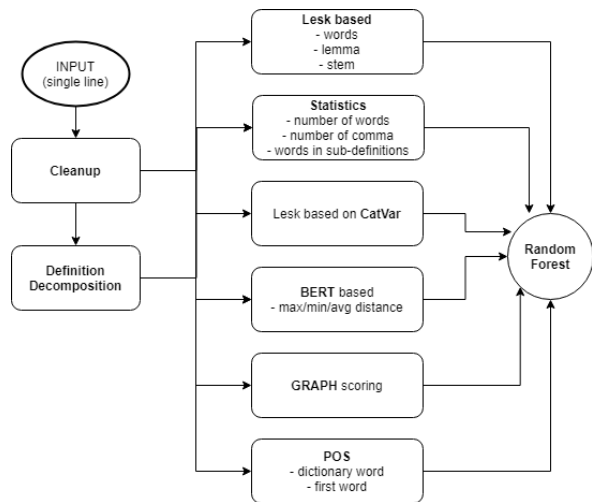 INPUT
(single line)
Cleanup
Definition
Decomposition
Lesk based
- words
- lemma
- stem
Statistics
- number of words
- number of comma
- words in sub-definitions
Lesk based on CatVar
BERT based
- max/min/avg distance
GRAPH scoring
POS
- dictionary word
- first word
Random
Forest